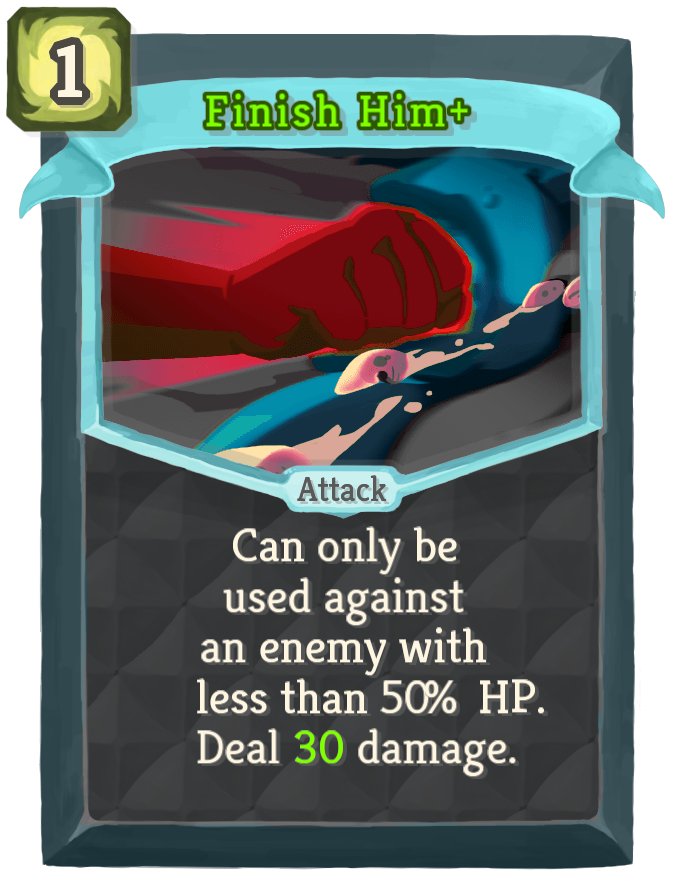 1
Finish Him+
Attack
Can only be
used against
an enemy with
less than 50% HP.
Deal 30 damage.